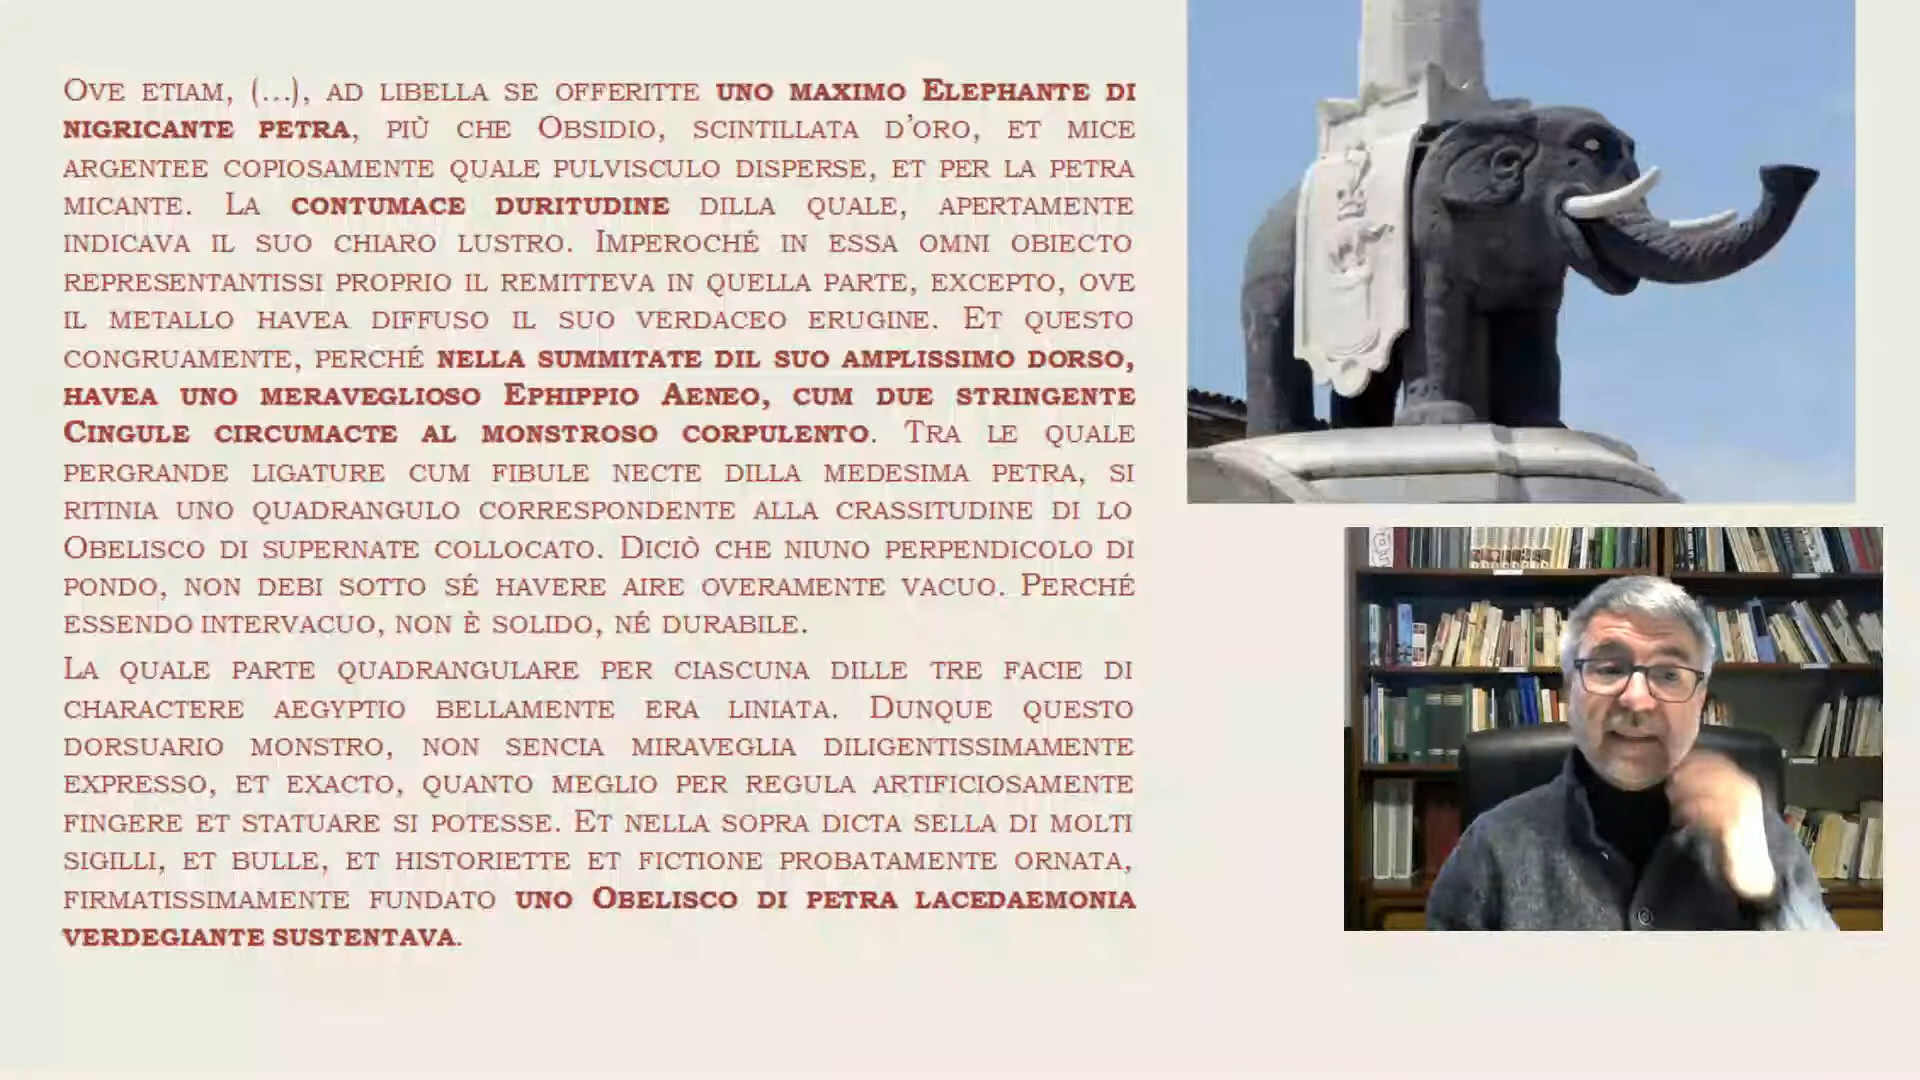 Ove etiam, (...), ad libella se offeritte uno maximo Elephante di
nigricante petra, più che Obsidio, scintillata d'oro, et mice
argentee copiosamente quale pulvisculo disperse, et per la petra
micante. La contumace duritudine dilla quale, apertamente
indicava il suo chiaro lustro. Imperoché in essa omni obiecto
representantissi proprio il remitteva in quella parte, excepto, ove
il metallo havea diffuso il suo verdaceo erugine. Et questo
congruamente, perché nella summitate dil suo amplissimo dorso,
havea uno meraveglioso Ephippio Aeneo, cum due stringente
Cingule circumacte al monstroso corpulento. Tra le quale
pergrande ligature cum fibule necte dilla medesima petra, si
ritinia uno quadrangulo correspondente alla crassitudine di lo
Obelisco di supernate collocato. Diciò che niuno perpendicolo di
pondo, non debi sotto sé havere aire overamente vacuo. Perché
essendo intervacuo, non è solido, né durabile.
La quale parte quadrangulare per ciascuna dille tre facie di
charactere aegyptio bellamente era liniata. Dunque questo
dorsuario monstro, non sencia miraveglia diligentissimamente
expresso, et exacto, quanto meglio per regula artificiosamente
fingere et statuare si potesse. Et nella sopra dicta sella di molti
sigilli, et bulle, et historiette et fictione probatamente ornata,
firmatissimamente fundato uno Obelisco di petra lacedaemonia
verdegiante sustentava.